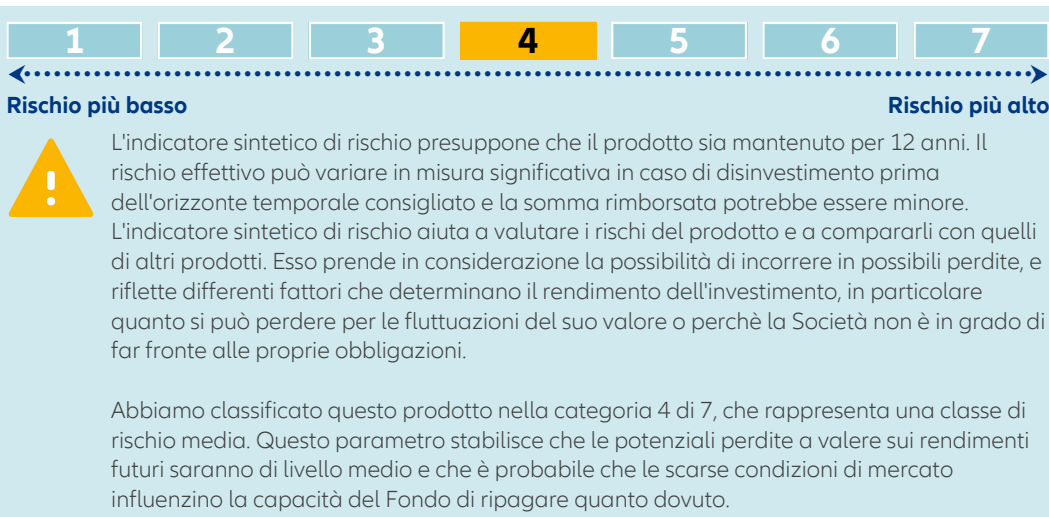 1 2 3 4 5 6 7
Rischio più basso Rischio più alto
L'indicatore sintetico di rischio presuppone che il prodotto sia mantenuto per 12 anni. Il
rischio effettivo può variare in misura significativa in caso di disinvestimento prima
dell'orizzonte temporale consigliato e la somma rimborsata potrebbe essere minore.
L'indicatore sintetico di rischio aiuta a valutare i rischi del prodotto e a compararli con quelli
di altri prodotti. Esso prende in considerazione la possibilità di incorrere in possibili perdite, e
riflette differenti fattori che determinano il rendimento dell'investimento, in particolare
quanto si può perdere per le fluttuazioni del suo valore o perchè la Società non è in grado di
far fronte alle proprie obbligazioni.
Abbiamo classificato questo prodotto nella categoria 4 di 7, che rappresenta una classe di
rischio media. Questo parametro stabilisce che le potenziali perdite a valere sui rendimenti
futuri saranno di livello medio e che è probabile che le scarse condizioni di mercato
influenzino la capacità del Fondo di ripagare quanto dovuto.